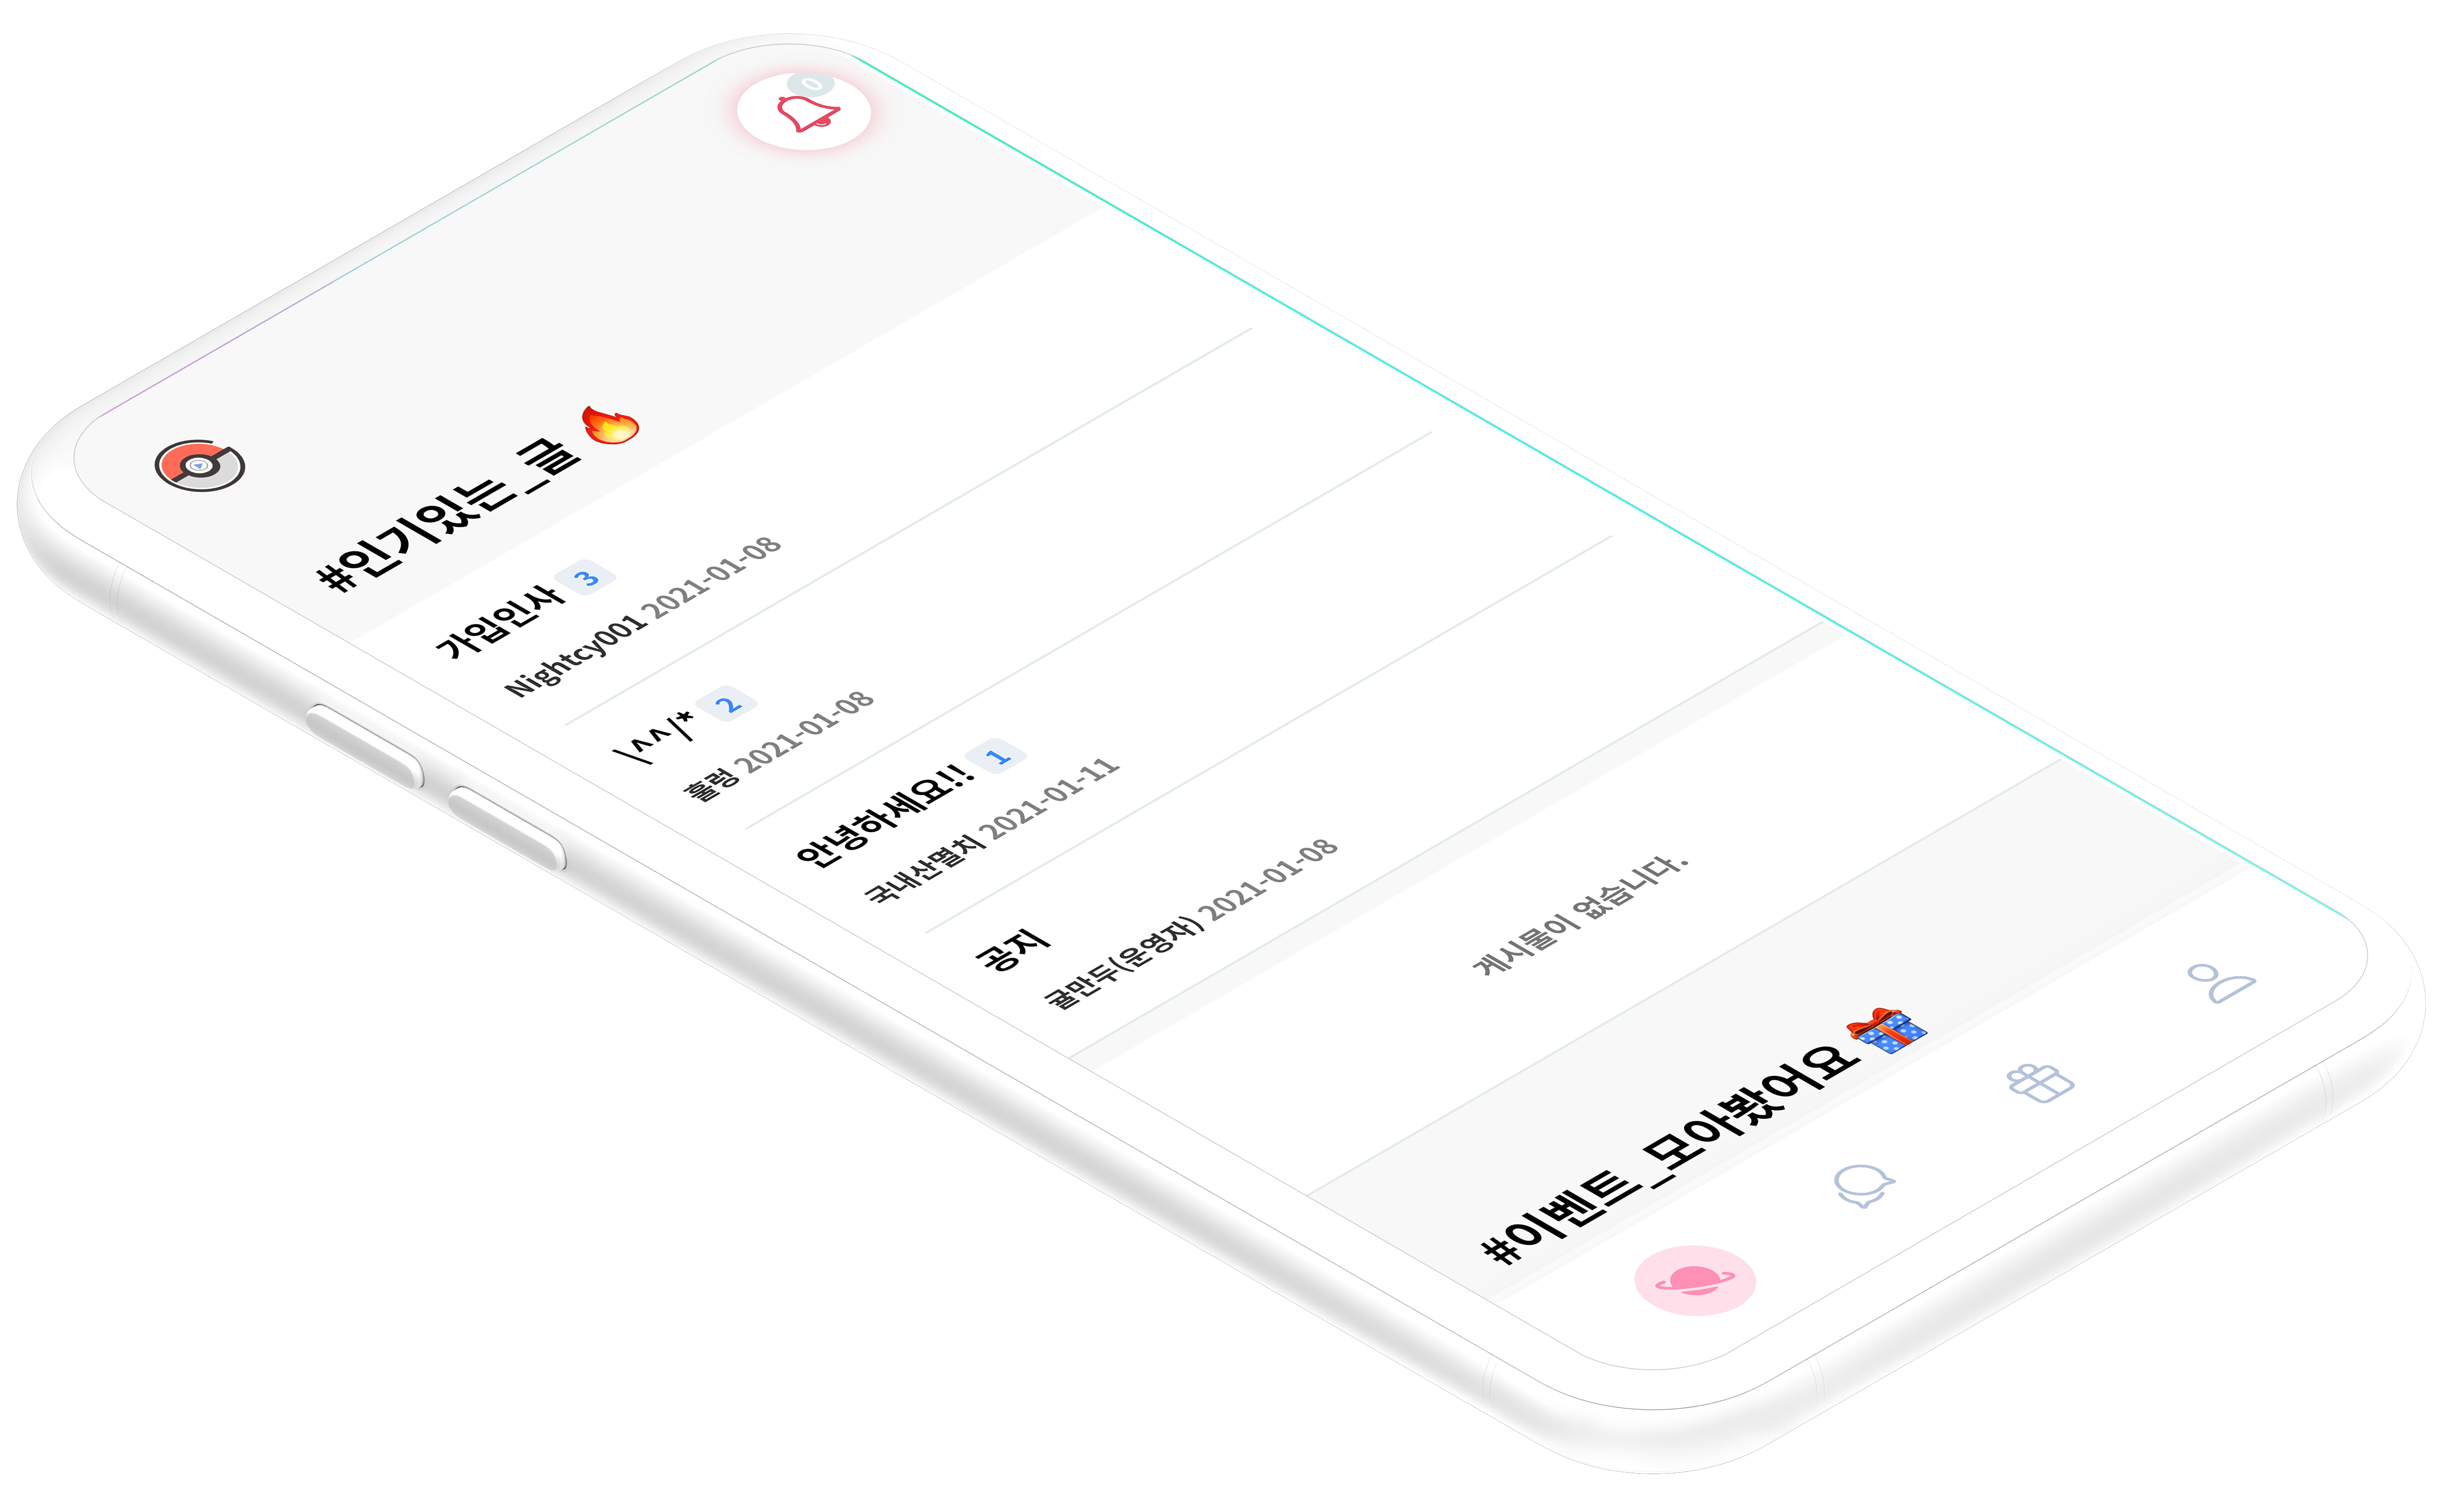 0
#인기있는_글 🔥
가입인사 3
Nightcy001 2021-01-08
\^^/* 2
훌렁 2021-01-08
안녕하세요!! 1
국내산멸치 2021-01-11
공지
굴만두(운영자) 2021-01-08
게시물이 없습니다.
#이벤트_모아봤어요 🎁